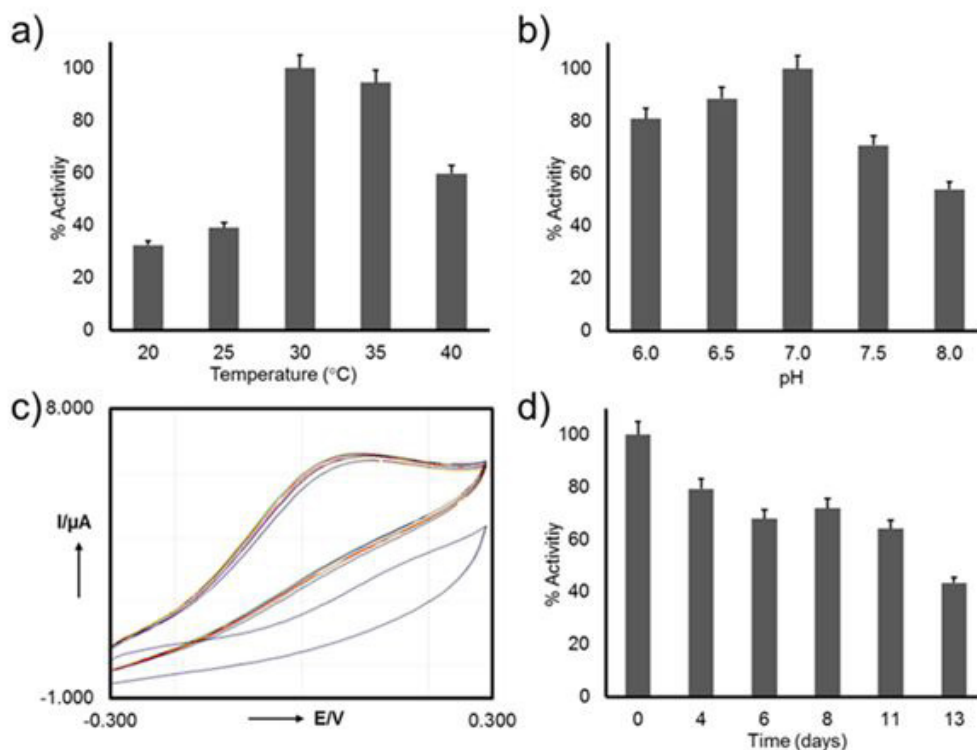 a)
100
80
60
40
20
0
% Activitiy
20 25 30 35 40
Temperature (°C)
b)
100
80
60
40
20
0
% Activitiy
6.0 6.5 7.0 7.5 8.0
pH
c)
8.000
I/µA
-1.000
-0.300 E/V 0.300
d)
100
80
60
40
20
0
% Activitiy
0 4 6 8 11 13
Time (days)